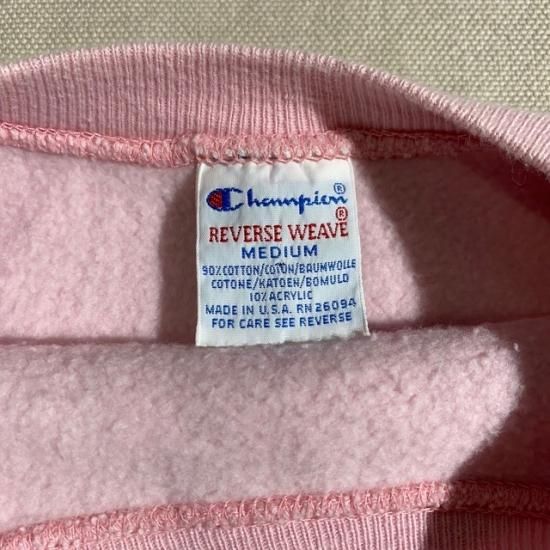 Champion®
REVERSE WEAVE®
MEDIUM
90% COTTON/COTON/BAUMWOLLE
COTONE/KATOEN/BOMULD
10% ACRYLIC
MADE IN U.S.A. RN 26094
FOR CARE SEE REVERSE